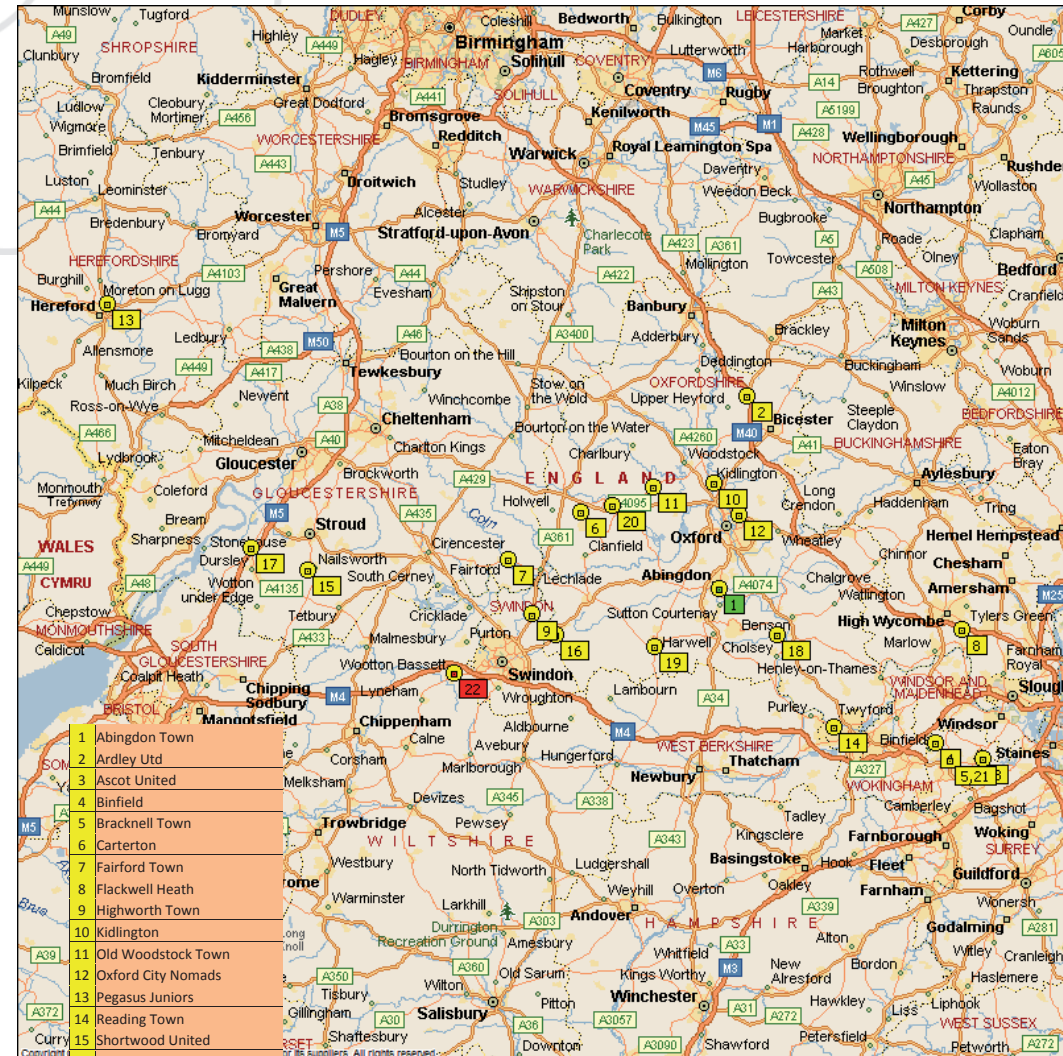 Munslow
Tugford
DUDLEY
Coleshill
Bedworth
Bulkington
LEICESTERSHIRE
Corby
A49
Highley
A449
Birmingham
Lutterworth
Market
Harborough
A427
Desborough
Oundle
Clunbury
SHROPSHIRE
Hagley
BIRMINGHAM
Solihull
COVENTRY
M6
A14
Rothwell
Kettering
A605
Bromfield
Kidderminster
SOLIHULL
Coventry
Rugby
Broughton
Thrapston
Ludlow
Cleobury
Mortimer
Great Dodford
A441
Kenilworth
A5199
Raunds
Wigmore
A456
Bromsgrove
M45
M1
A428
Wellingborough
Brimfield
Tenbury
WORCESTERSHIRE
Redditch
Warwick
Royal Leamington Spa
NORTHAMPTONSHIRE
Rushde
A443
Daventry
A45
Wollaston
Luston
Leominster
Droitwich
Studley
WARWICKSHIRE
Weedon Beck
Northampton
A44
Bredenbury
Bromyard
Worcester
M5
Alcester
Stratford-upon-Avon
Charlecote
Park
A423
A361
Bugbrooke
A5
Roade
Clapham
HEREFORDSHIRE
A4103
Pershore
A44
A422
Mollington
Towcester
A508
Olney
Bedford
Burghill
Moreton on Lugg
Great
Malvern
Evesham
Shipston
on Stour
Banbury
A43
MILTON KEYNES
Cranfield
Hereford
13
Ledbury
A438
M50
A46
A3400
Adderbury
Brackley
Milton
Keynes
Woburn
Sands
Allensmore
A449
A417
Tewkesbury
Bourton on the Hill
Deddington
Buckingham
Woburn
Kilpeck
Much Birch
Newent
A38
Winchcombe
Stow on
the Wold
OXFORDSHIRE
Upper Heyford
2
Winslow
A4012
Ross-on-Wye
Cheltenham
Bourton on the Water
Bicester
Steeple
Claydon
BEDFORDSHIRE
A466
Mitcheldean
A40
Charlton Kings
A4260
M40
A41
BUCKINGHAMSHIRE
Lydbrook
Gloucester
Brockworth
Charlbury
Woodstock
Eaton
Bray
Monmouth
Trefynwy
Coleford
GLOUCESTERSHIRE
A429
ENGLAND
Kidlington
Aylesbury
Bream
M5
A435
Coln
Holwell
6
A4095
20
11
10
Long
Crendon
Haddenham
Tring
WALES
Sharpness
Stonehouse
Stroud
Cirencester
A361
Clanfield
12
Oxford
Wheatley
Hemel Hempstead
A449
CYMRU
Dursley
17
Nailsworth
Fairford
7
Lechlade
Abingdon
A4074
Chalgrove
Chinnor
Chesham
A48
Wotton
under Edge
A4135
15
South Cerney
Sutton Courtenay
1
Watlington
Amersham
M25
Chepstow
Tetbury
Cricklade
SWINDON
Benson
High Wycombe
Tylers Green
MONMOUTHSHIRE
SOUTH
GLOUCESTERSHIRE
A433
Malmesbury
Purton
9
16
Harwell
19
Cholsey
18
Marlow
8
Farnham
Royal
Caldicot
Coalpit Heath
Wootton Bassett
22
Swindon
Henley-on-Thames
WINDSOR AND
MAIDENHEAD
Slough
Chipping
Sodbury
M4
Lyneham
Wroughton
Lambourn
A34
Purley
Twyford
BRISTOL
Mangotsfield
Chippenham
Calne
Aldbourne
M4
WEST BERKSHIRE
14
Binfield
Windsor
Staines
Corsham
Avebury
Hungerford
Thatcham
A327
WOKINGHAM
5,21
Melksham
Marlborough
Newbury
Camberley
Bagshot
M5
Devizes
A345
A338
Tadley
Woking
Trowbridge
WILTSHIRE
Pewsey
A343
Kingsclere
Farnborough
SURREY
Westbury
North Tidworth
Ludgershall
Basingstoke
Hook
Fleet
Guildford
Warminster
Weyhill
Overton
Oakley
Farnham
Wonersh
Brue
Larkhill
Andover
HAMPSHIRE
A339
Durrington
Recreation Ground
A303
Godalming
A281
A39
Amesbury
Whitfield
A33
Alton
Witley
Cranleigh
A350
A360
Old Sarum
Kings Worthy
M3
New
Alresford
Bordon
Haslemere
Tisbury
Wilton
Pitton
Winchester
Hawkley
Liphook
A372
Gillingham
A30
Salisbury
A36
A3057
A31
A272
Liss
WEST SUSSEX
Curry
Shaftesbury
Downton
A3090
Shawford
Petersfield
Petworth
A272
1 Abingdon Town
2 Ardley Utd
3 Ascot United
4 Binfield
5 Bracknell Town
6 Carterton
7 Fairford Town
8 Flackwell Heath
9 Highworth Town
10 Kidlington
11 Old Woodstock Town
12 Oxford City Nomads
13 Pegasus Juniors
14 Reading Town
15 Shortwood United
Copyright
or its suppliers. All rights reserved.